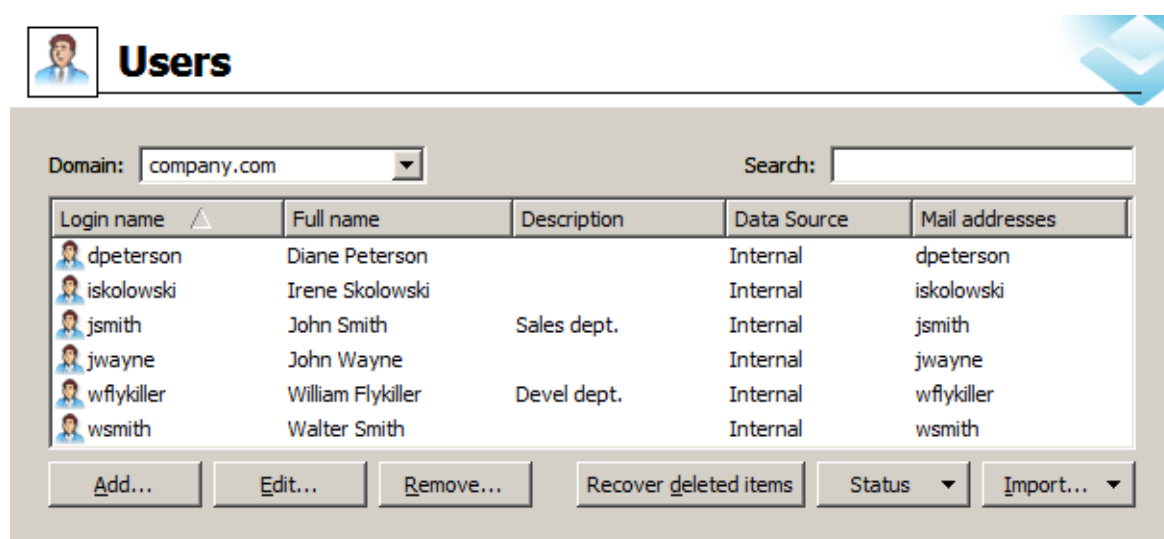 Users
Domain: company.com Search:
Login name Full name Description Data Source Mail addresses
dpeterson Diane Peterson Internal dpeterson
iskolowski Irene Skolowski Internal iskolowski
jsmith John Smith Sales dept. Internal jsmith
jwayne John Wayne Internal jwayne
wflykiller William Flykiller Devel dept. Internal wflykiller
wsmith Walter Smith Internal wsmith
Add... Edit... Remove... Recover deleted items Status Import...